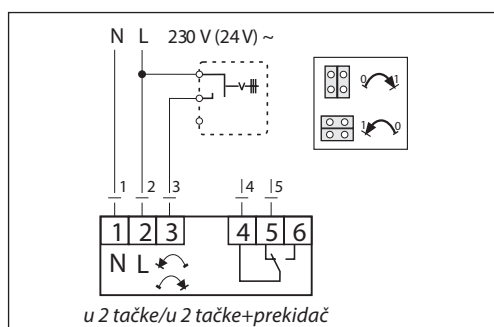 N L 230 V (24 V) ~
0 1
1 0
1 2 3 4 5
1 2 3 4 5 6
N L
u 2 tačke/u 2 tačke+prekidač